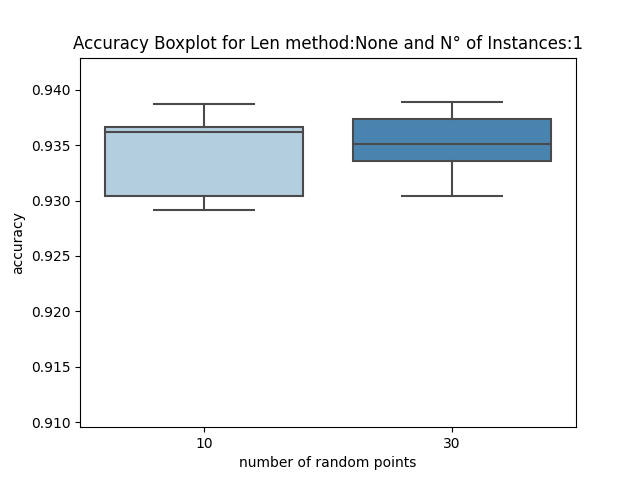 Accuracy Boxplot for Len method:None and N° of Instances:1
0.940
0.935
0.930
0.925
0.920
0.915
0.910
accuracy
10 30
number of random points